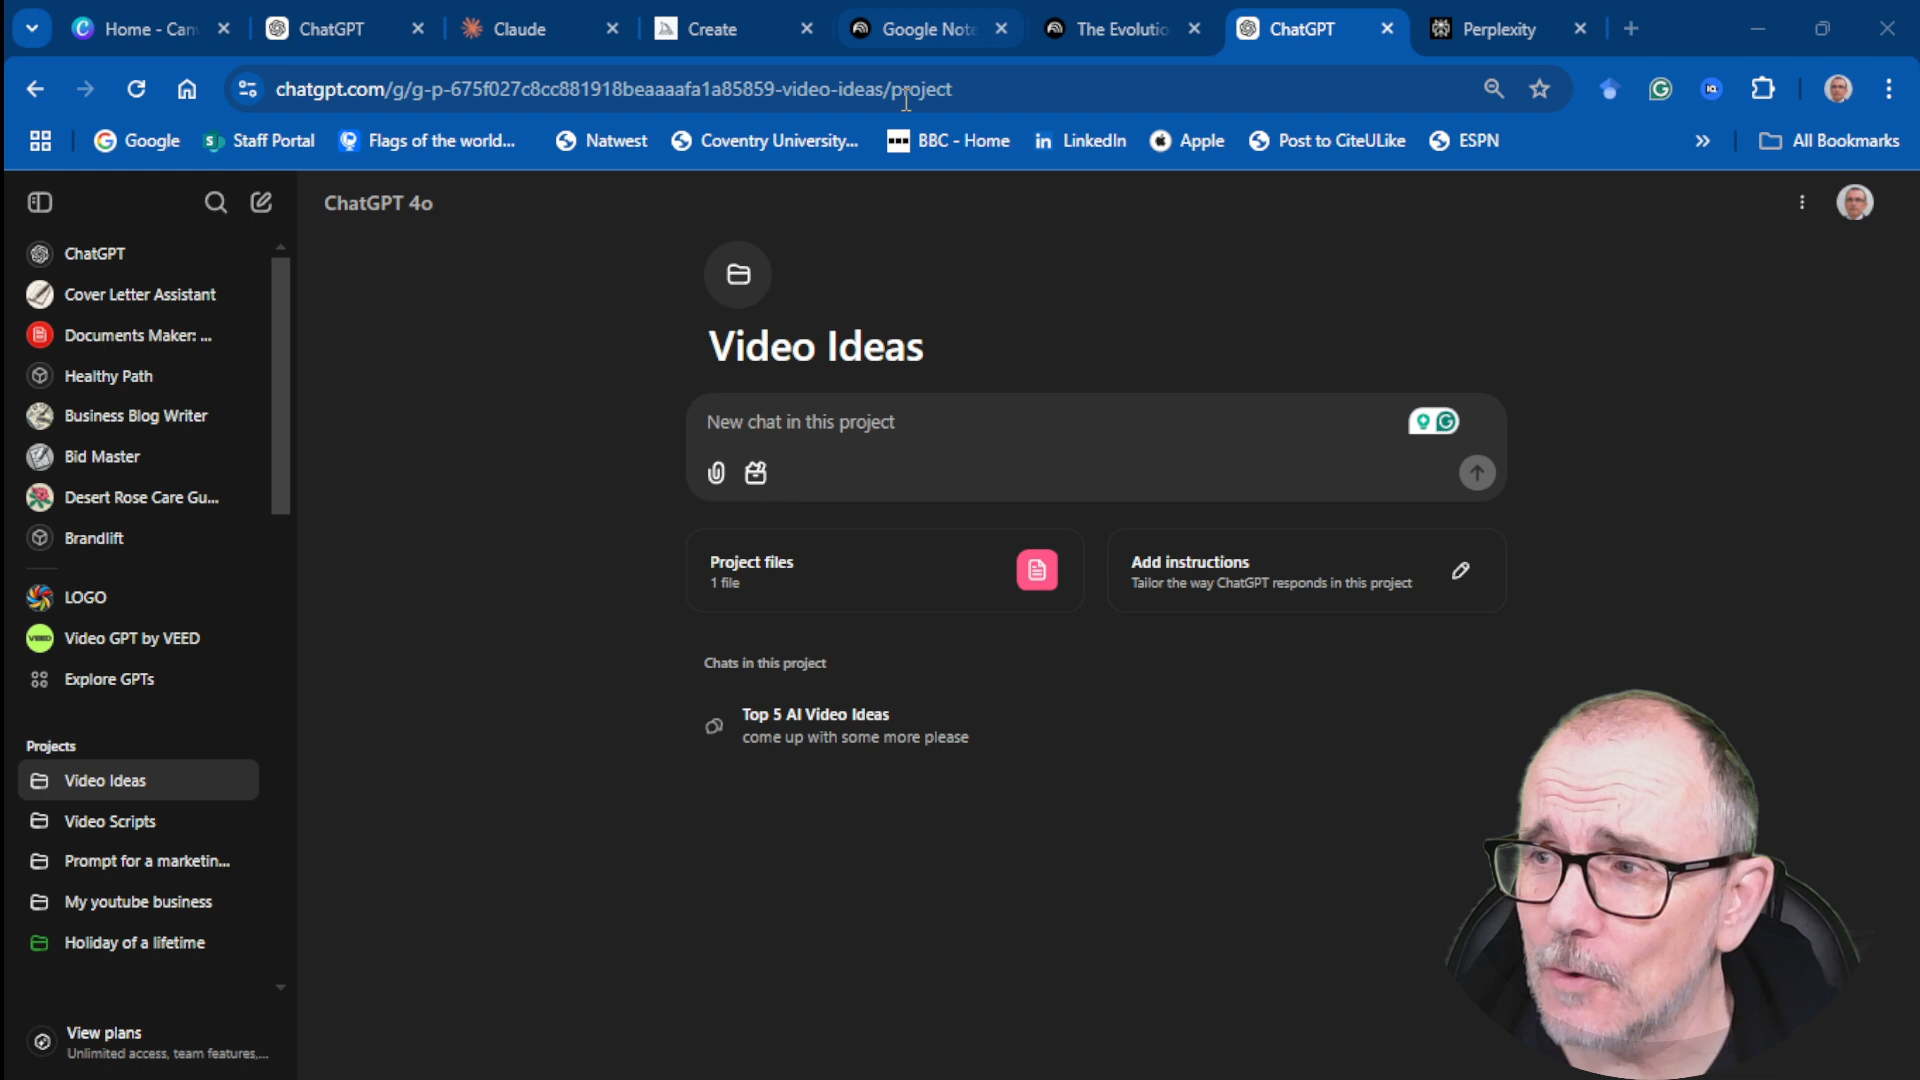 Home - Can
ChatGPT
Claude
Create
Google Note
The Evolutio
ChatGPT
Perplexity
chatgpt.com/g/g-p-675f027c8cc881918beaaaafa1a85859-video-ideas/project
Google
Staff Portal
Flags of the world...
Natwest
Coventry University...
BBC - Home
LinkedIn
Apple
Post to CiteULike
ESPN
All Bookmarks
ChatGPT
Cover Letter Assistant
Documents Maker: ...
Healthy Path
Business Blog Writer
Bid Master
Desert Rose Care Gu...
Brandlift
LOGO
Video GPT by VEED
Explore GPTs
Projects
Video Ideas
Video Scripts
Prompt for a marketin...
My youtube business
Holiday of a lifetime
View plans
Unlimited access, team features,...
ChatGPT 4o
Video Ideas
New chat in this project
Project files
1 file
Add instructions
Tailor the way ChatGPT responds in this project
Chats in this project
Top 5 AI Video Ideas
come up with some more please